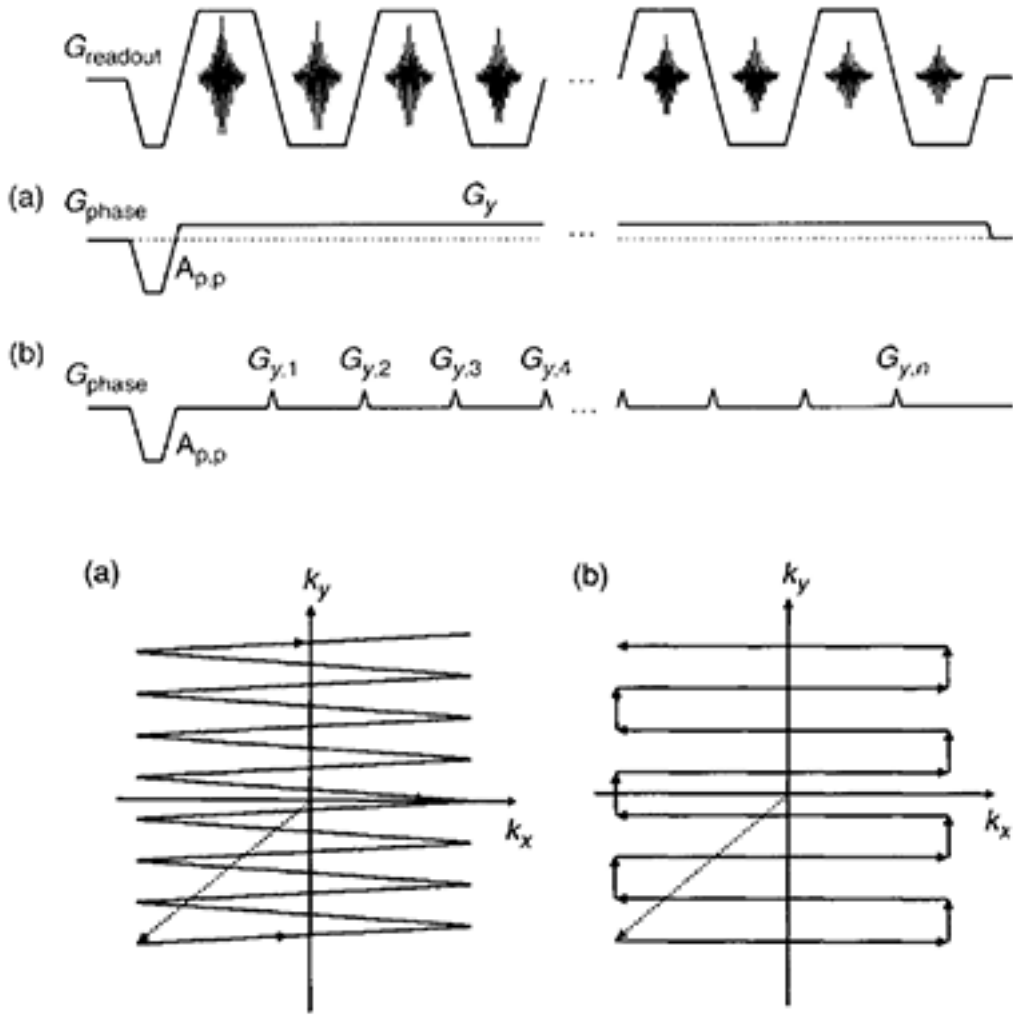 G_readout
...
(a) G_phase G_y
...
A_p,p
(b) G_phase G_y,1 G_y,2 G_y,3 G_y,4 G_y,n
...
A_p,p
(a) k_y (b) k_y
k_x k_x